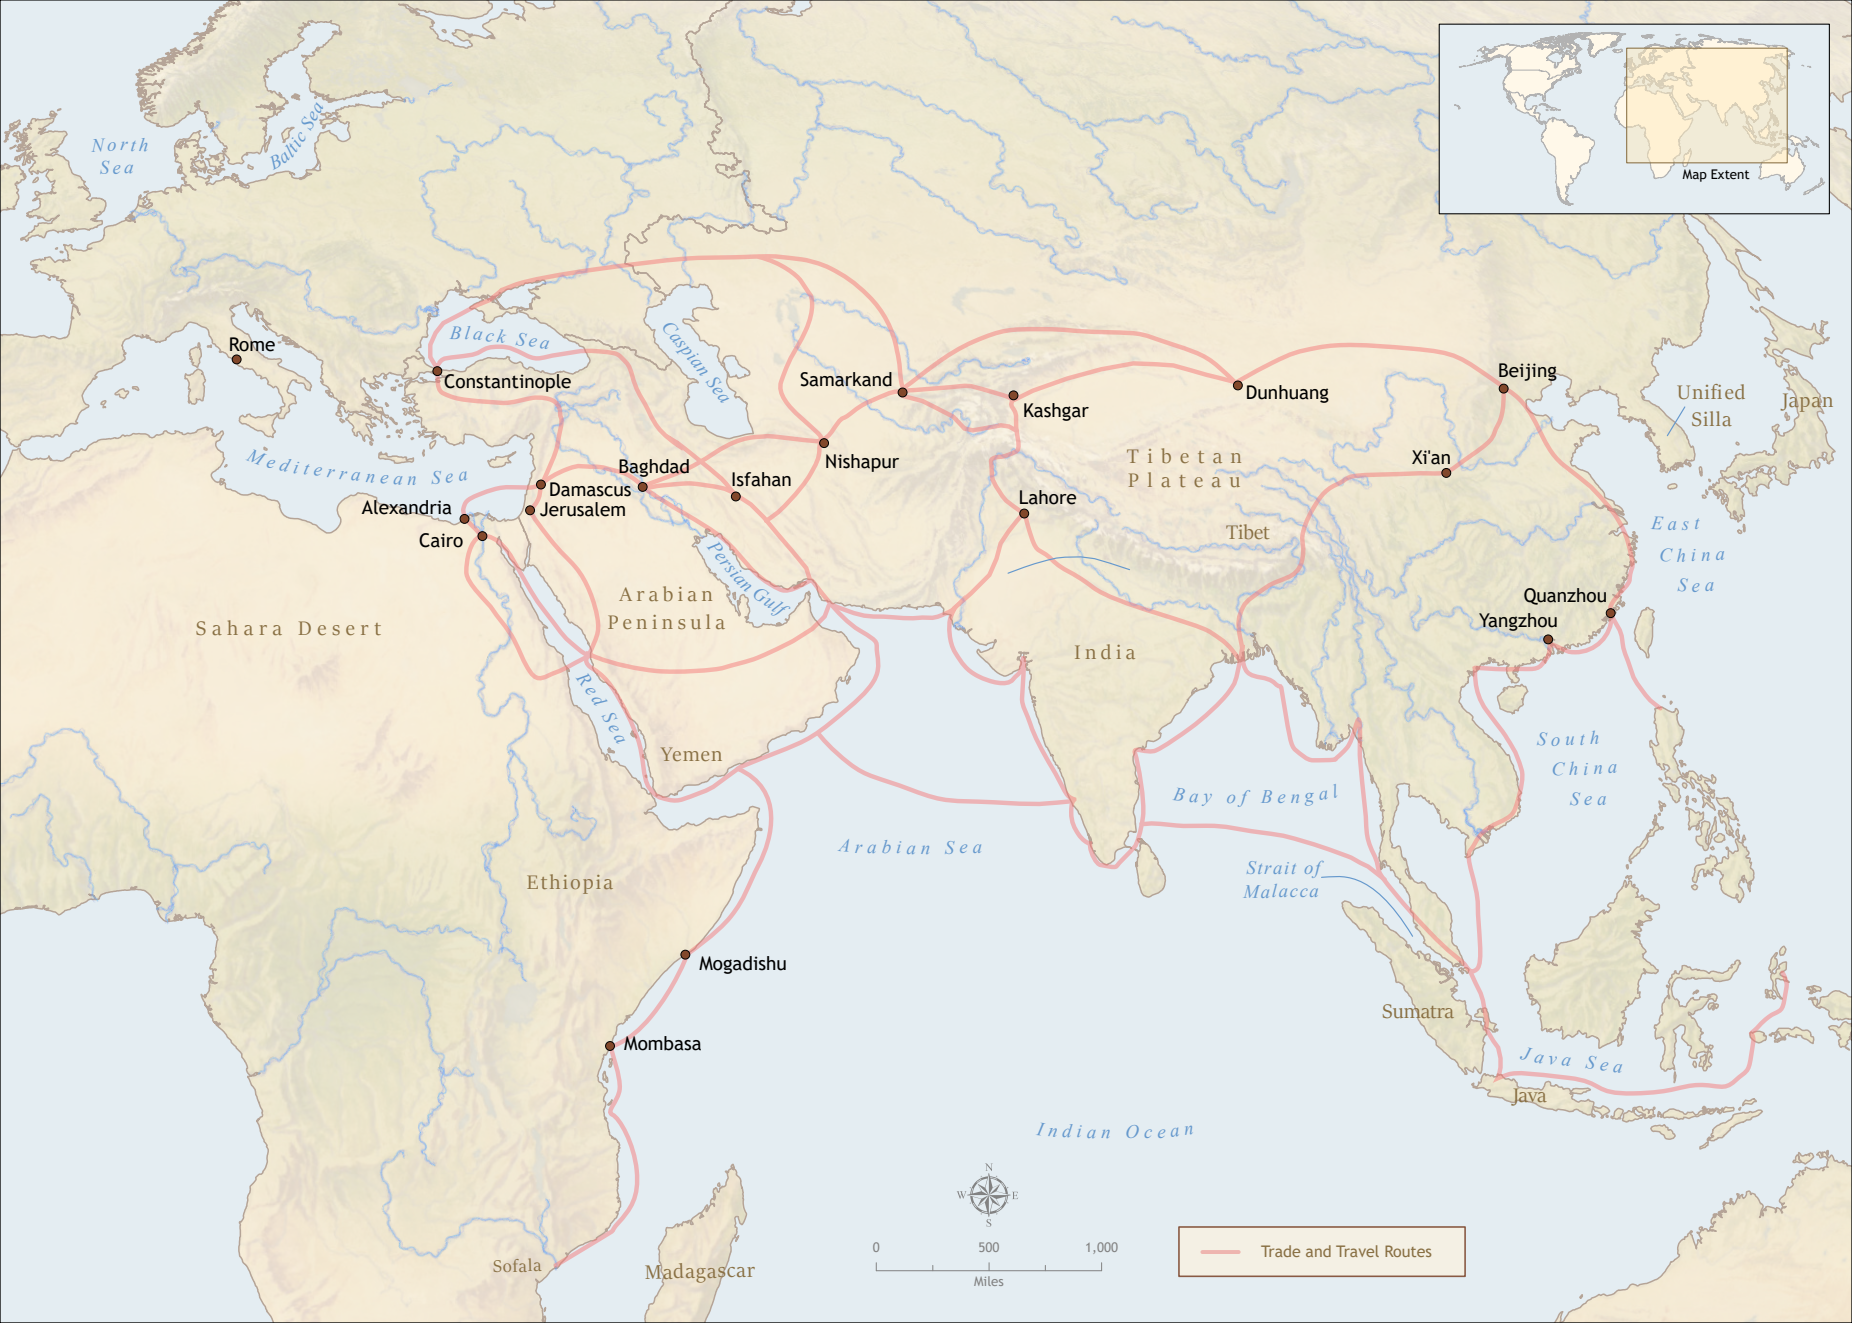 North
Sea
Baltic Sea
Map Extent
Rome
Black Sea
Constantinople
Caspian Sea
Samarkand
Kashgar
Dunhuang
Beijing
Unified
Silla
Japan
Mediterranean Sea
Baghdad
Nishapur
Isfahan
Damascus
Alexandria
Jerusalem
Cairo
Lahore
Tibetan
Plateau
Xi'an
Tibet
East
China
Sea
Persian Gulf
Arabian
Peninsula
Sahara Desert
Quanzhou
Yangzhou
India
Red Sea
Yemen
South
China
Sea
Bay of Bengal
Arabian Sea
Strait of
Malacca
Ethiopia
Mogadishu
Sumatra
Mombasa
Java Sea
Java
Indian Ocean
N
W
E
S
Sofala
Madagascar
0
500
1,000
Miles
Trade and Travel Routes